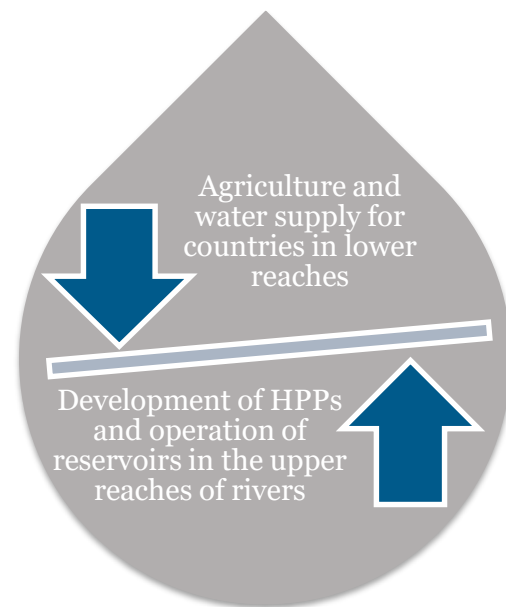 Agriculture and
water supply for
countries in lower
reaches
Development of HPPs
and operation of
reservoirs in the upper
reaches of rivers